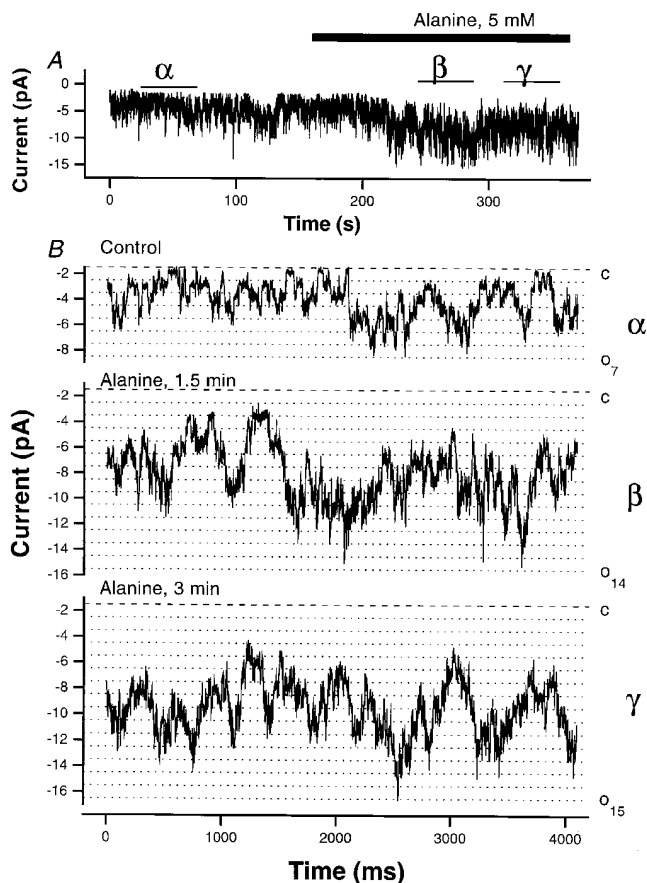 Alanine, 5 mM
A
α
β
γ
Current (pA)
0
-5
-10
-15
0
100
200
300
Time (s)
B
Control
-2
-4
-6
-8
c
o7
α
Alanine, 1.5 min
-2
-4
-6
-8
-10
-12
-14
-16
c
o14
β
Current (pA)
Alanine, 3 min
-2
-4
-6
-8
-10
-12
-14
-16
c
o15
γ
0
1000
2000
3000
4000
Time (ms)